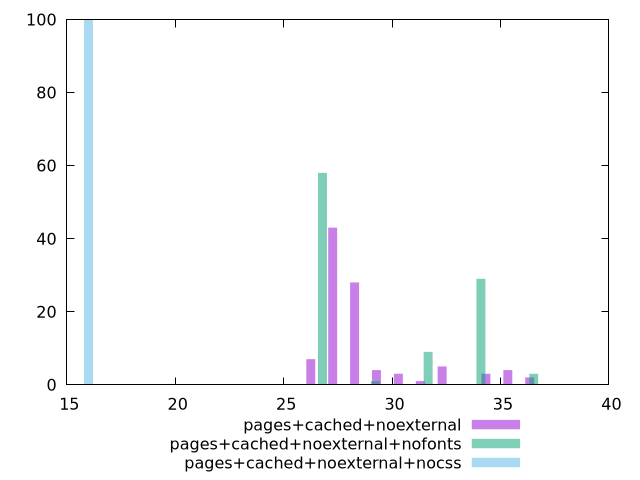 100
80
60
40
20
0
15 20 25 30 35 40
pages+cached+noexternal
pages+cached+noexternal+nofonts
pages+cached+noexternal+nocss